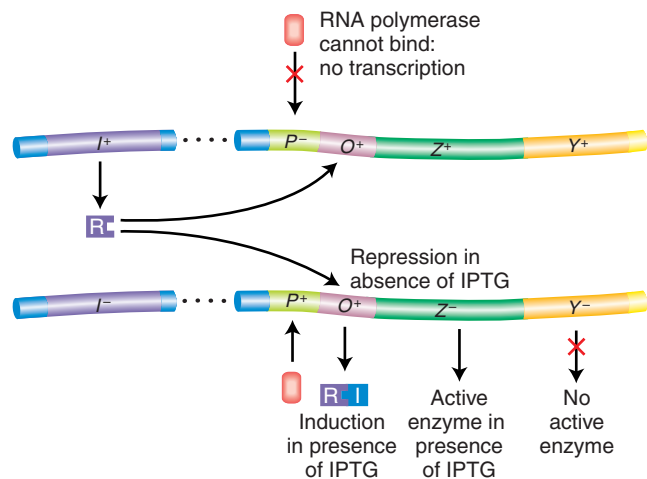 RNA polymerase
cannot bind:
no transcription
I+
P−
O+
Z+
Y+
R
Repression in
absence of IPTG
I−
P+
O+
Z−
Y−
R I
Induction
in presence
of IPTG
Active
enzyme in
presence
of IPTG
No
active
enzyme